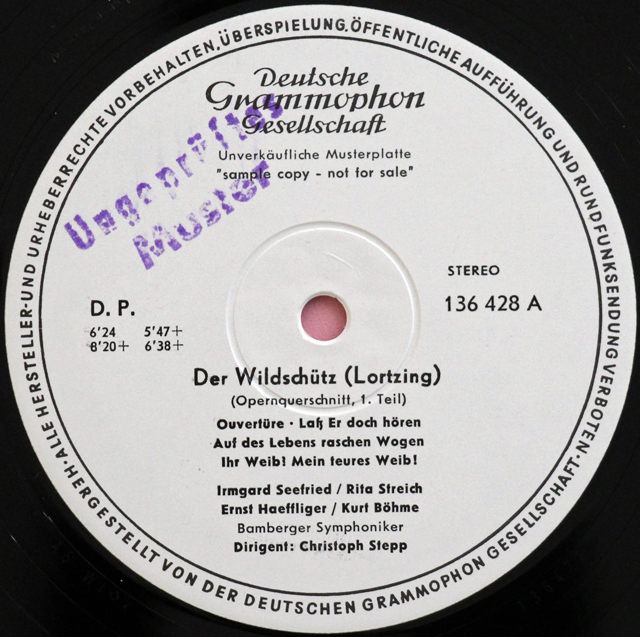 ·ALLE HERSTELLER-UND URHEBERRECHTE VORBEHALTEN, ÜBERSPIELUNG, ÖFFENTLICHE AUFFÜHRUNG UND RUNDFUNKSENDUNG VERBOTEN.
Deutsche
Grammophon
Gesellschaft
Unverkäufliche Musterplatte
"sample copy - not for sale"
Ungeprüftes
Muster
STEREO
136 428 A
D. P.
6'24 5'47+
8'20+ 6'38+
Der Wildschütz (Lortzing)
(Opernquerschnitt, 1. Teil)
Ouvertüre · Laß Er doch hören
Auf des Lebens raschen Wogen
Ihr Weib! Mein teures Weib!
Irmgard Seefried / Rita Streich
Ernst Haeffliger / Kurt Böhme
Bamberger Symphoniker
Dirigent: Christoph Stepp
HERGESTELLT VON DER DEUTSCHEN GRAMMOPHON GESELLSCHAFT·